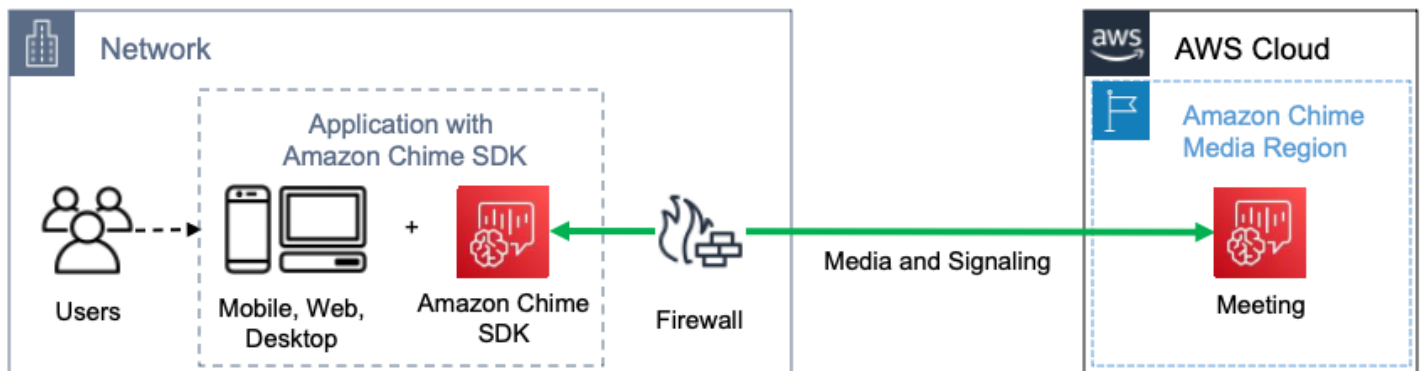 Network
aws
AWS Cloud
Application with
Amazon Chime SDK
Amazon Chime
Media Region
+
Users
Mobile, Web,
Desktop
Amazon Chime
SDK
Firewall
Media and Signaling
Meeting